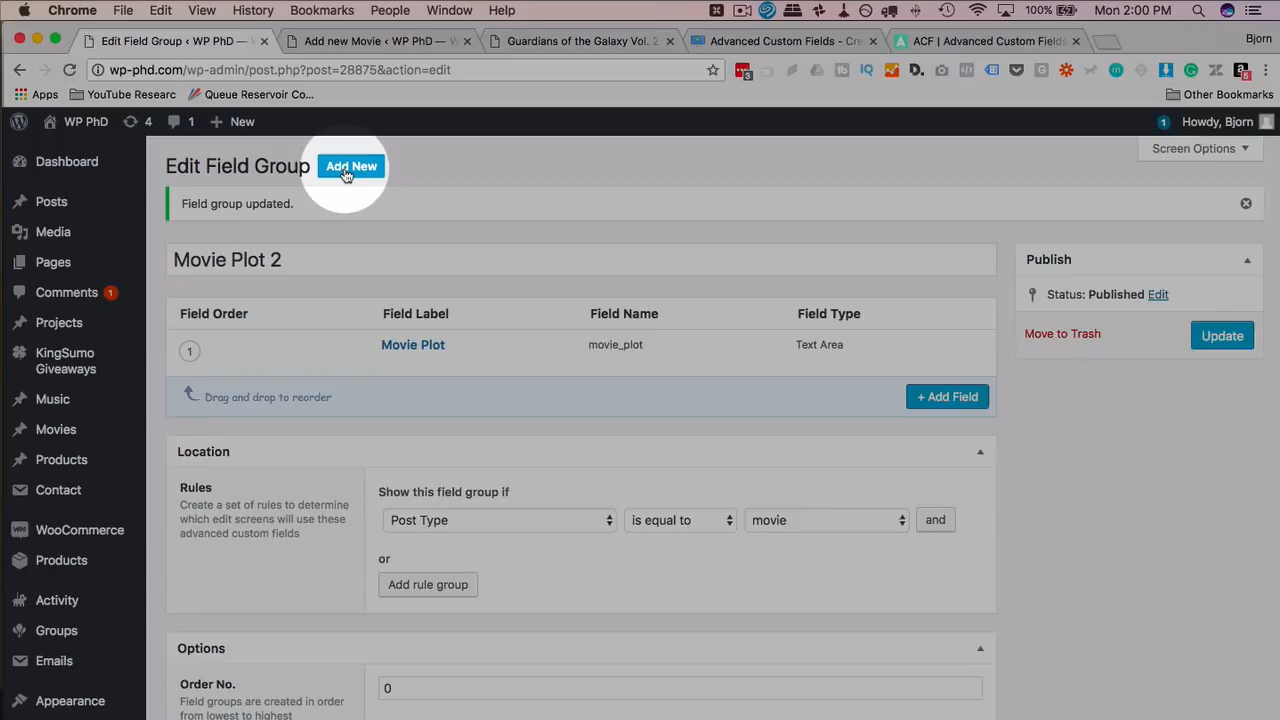 Chrome File Edit View History Bookmarks People Window Help 100% Mon 2:00 PM
Edit Field Group ‹ WP PhD — Add new Movie ‹ WP PhD — W Guardians of the Galaxy Vol. 2 Advanced Custom Fields - Cre ACF | Advanced Custom Fields Bjorn
wp-phd.com/wp-admin/post.php?post=28875&action=edit
Apps YouTube Researc Queue Reservoir Co... Other Bookmarks
WP PhD 4 1 New 1 Howdy, Bjorn
Screen Options
Dashboard
Posts
Media
Pages
Comments 1
Projects
KingSumo
Giveaways
Music
Movies
Products
Contact
WooCommerce
Products
Activity
Groups
Emails
Appearance
Edit Field Group Add New
Field group updated.
Movie Plot 2
Field Order Field Label Field Name Field Type
1 Movie Plot movie_plot Text Area
Drag and drop to reorder + Add Field
Location
Rules
Create a set of rules to determine
which edit screens will use these
advanced custom fields
Show this field group if
Post Type is equal to movie and
or
Add rule group
Options
Order No.
Field groups are created in order
from lowest to highest
0
Publish
Status: Published Edit
Move to Trash Update